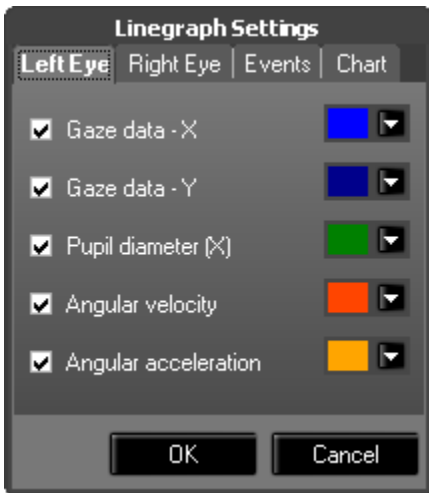 Linegraph Settings
Left Eye Right Eye Events Chart
Gaze data - X
Gaze data - Y
Pupil diameter (X)
Angular velocity
Angular acceleration
OK Cancel